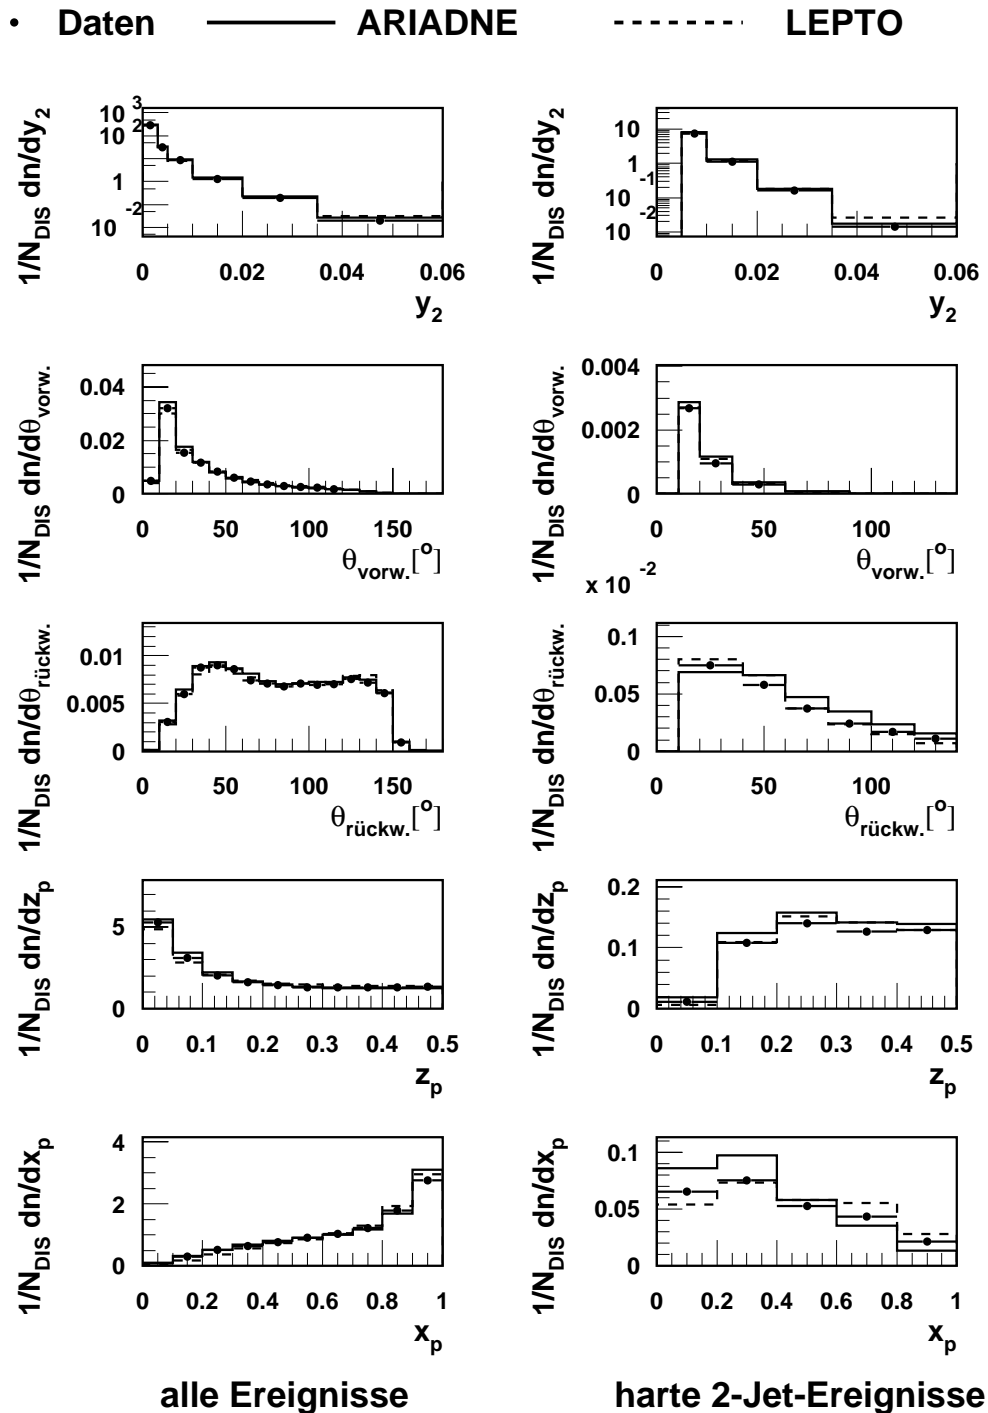 • Daten ARIADNE LEPTO
1/N_DIS dn/dy_2
10^3
10^2
1
10^-2
0 0.02 0.04 0.06
y_2
1/N_DIS dn/dy_2
10
1
10^-1
10^-2
0 0.02 0.04 0.06
y_2
1/N_DIS dn/dθ_vorw.
0.04
0.02
0
0 50 100 150
θ_vorw.[°]
1/N_DIS dn/dθ_vorw.
0.004
0.002
0
0 50 100
θ_vorw.[°]
1/N_DIS dn/dθ_rückw.
0.01
0.005
0
0 50 100 150
θ_rückw.[°]
x 10^-2
1/N_DIS dn/dθ_rückw.
0.1
0.05
0
0 50 100
θ_rückw.[°]
1/N_DIS dn/dz_p
5
0
0 0.1 0.2 0.3 0.4 0.5
z_p
1/N_DIS dn/dz_p
0.2
0.1
0
0 0.1 0.2 0.3 0.4 0.5
z_p
1/N_DIS dn/dx_p
4
2
0
0 0.2 0.4 0.6 0.8 1
x_p
1/N_DIS dn/dx_p
0.1
0.05
0
0 0.2 0.4 0.6 0.8 1
x_p
alle Ereignisse harte 2-Jet-Ereignisse